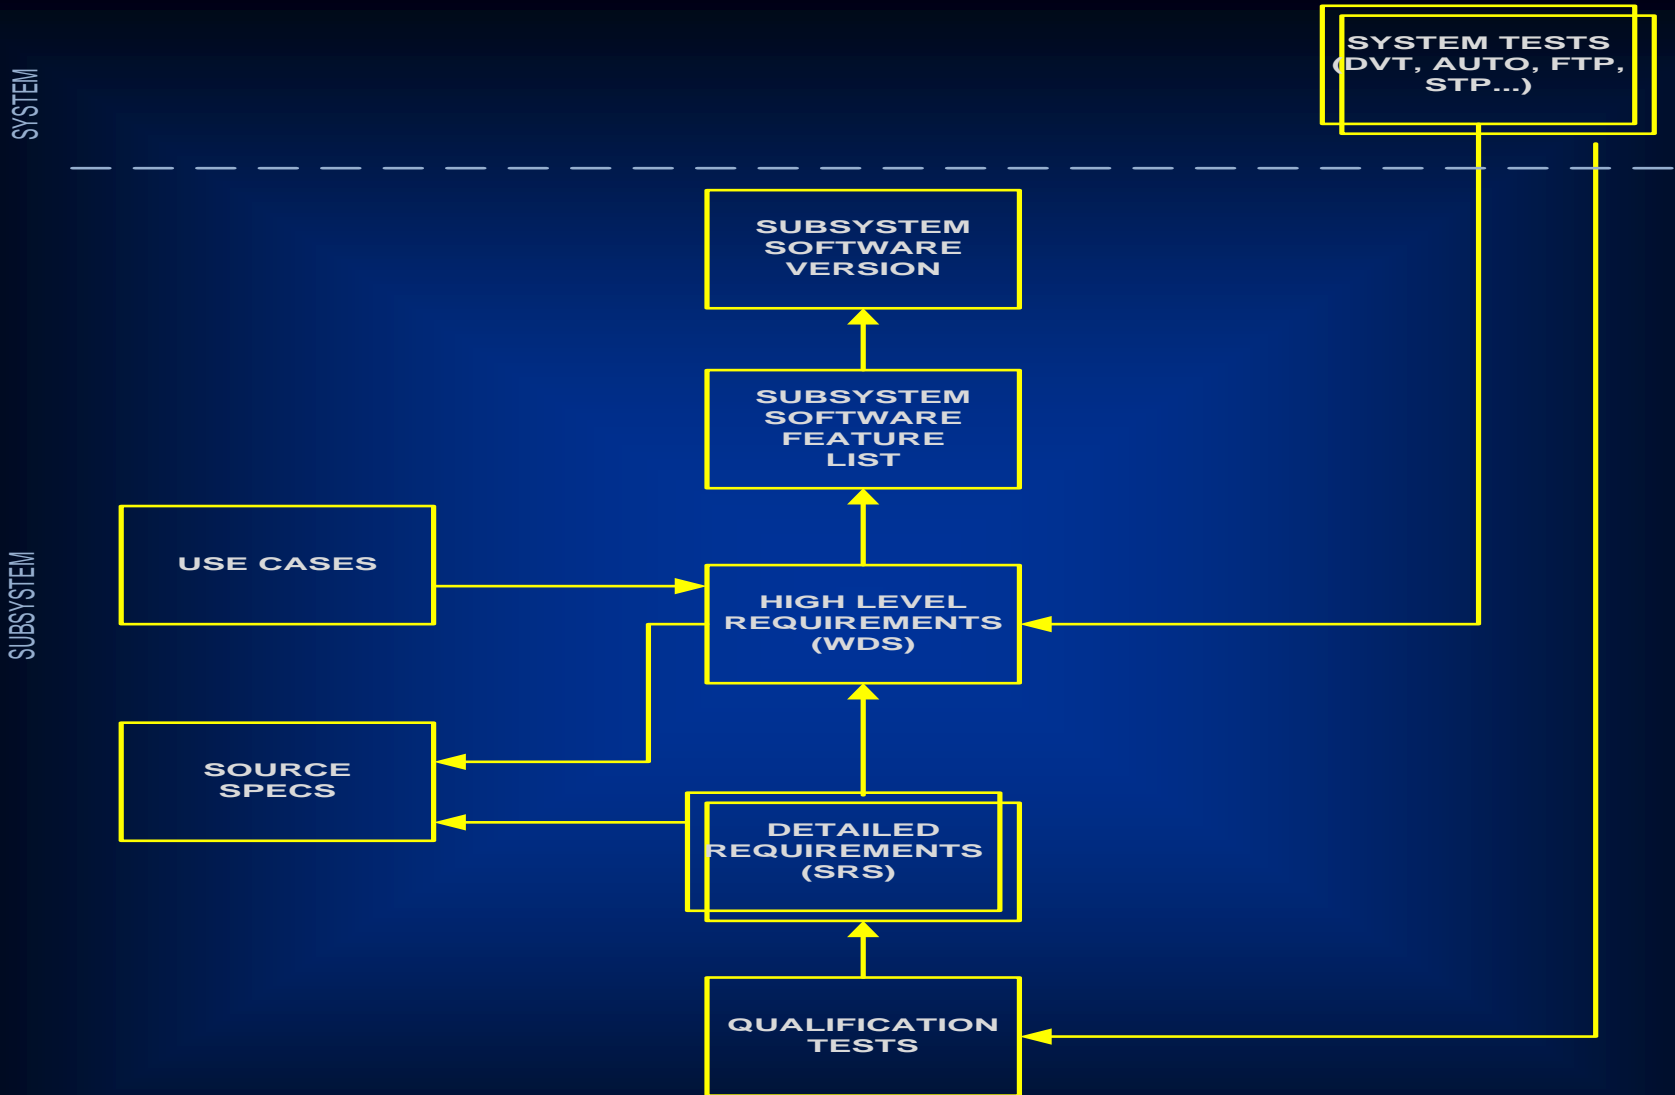 SYSTEM TESTS
(DVT, AUTO, FTP,
STP...)
SYSTEM
SUBSYSTEM
SOFTWARE
VERSION
SUBSYSTEM
SOFTWARE
FEATURE
LIST
USE CASES
SUBSYSTEM
HIGH LEVEL
REQUIREMENTS
(WDS)
SOURCE
SPECS
DETAILED
REQUIREMENTS
(SRS)
QUALIFICATION
TESTS